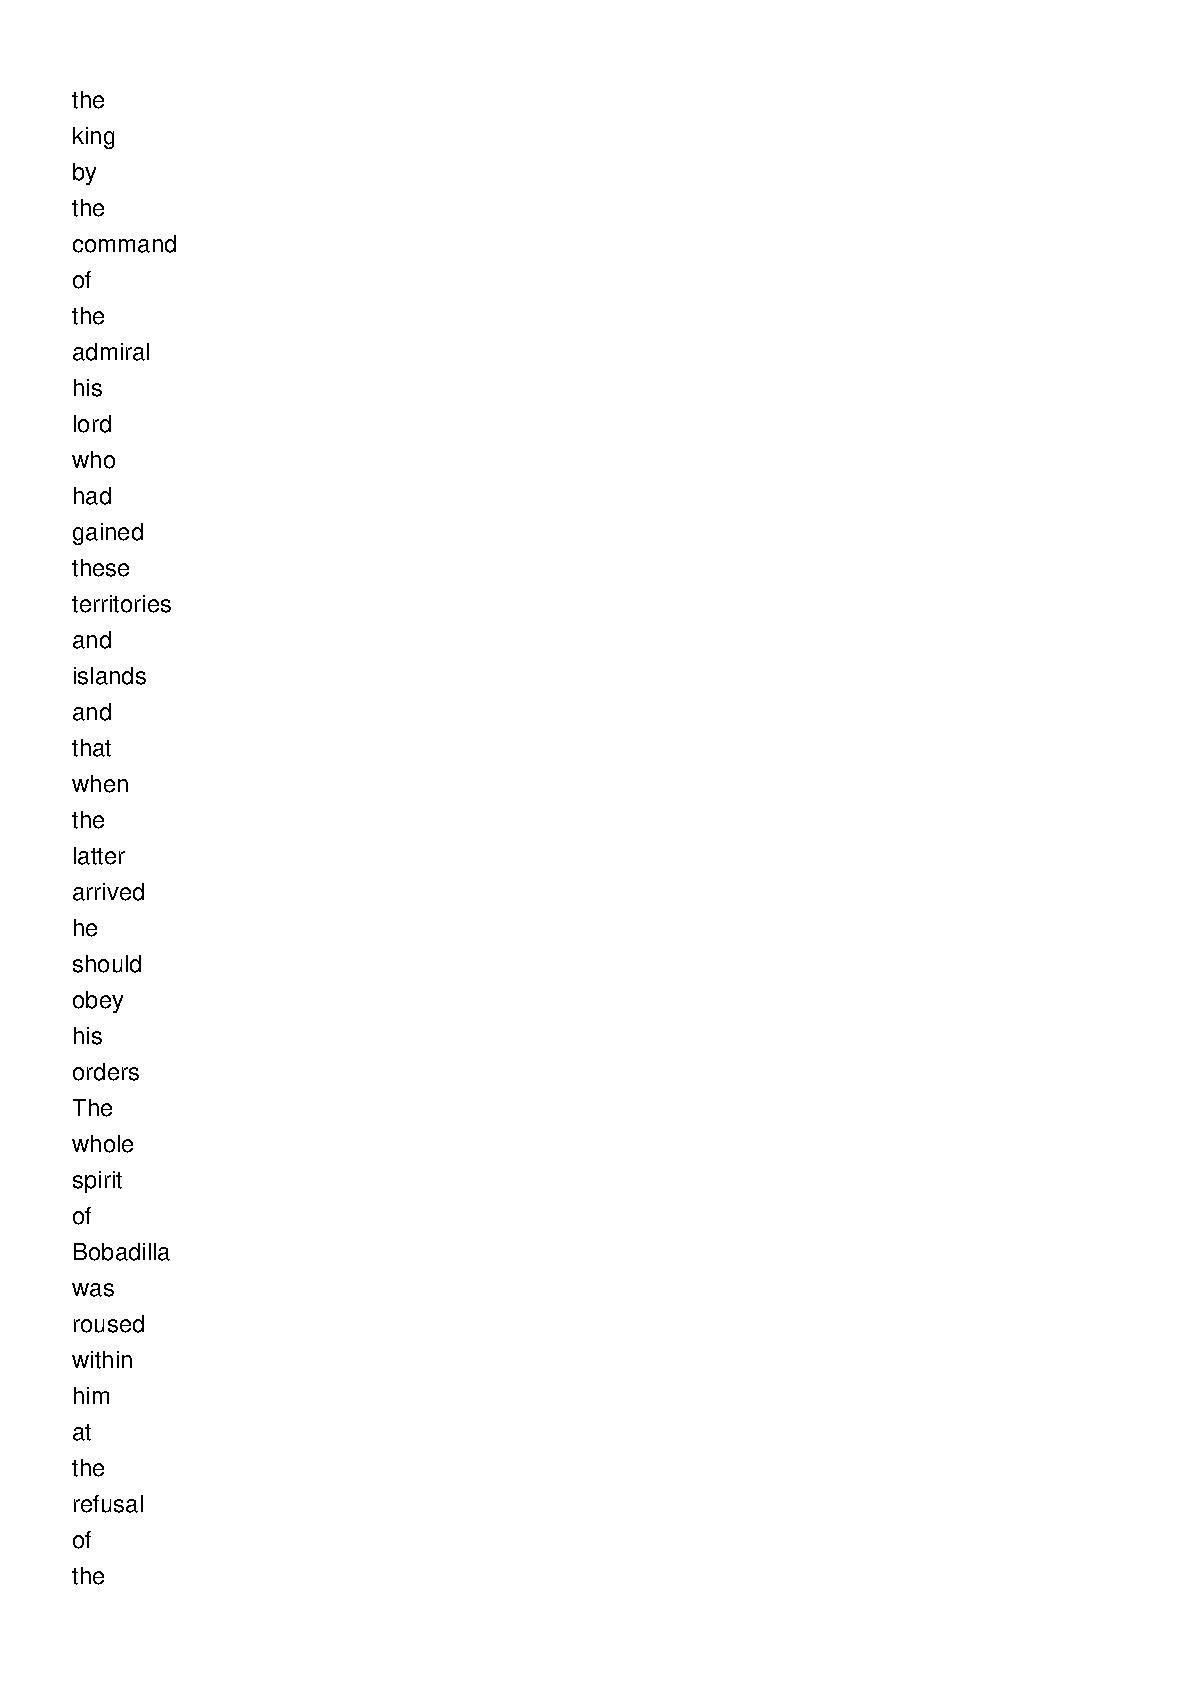 the
king
by
the
command
of
the
admiral
his
lord
who
had
gained
these
territories
and
islands
and
that
when
the
latter
arrived
he
should
obey
his
orders
The
whole
spirit
of
Bobadilla
was
roused
within
him
at
the
refusal
of
the